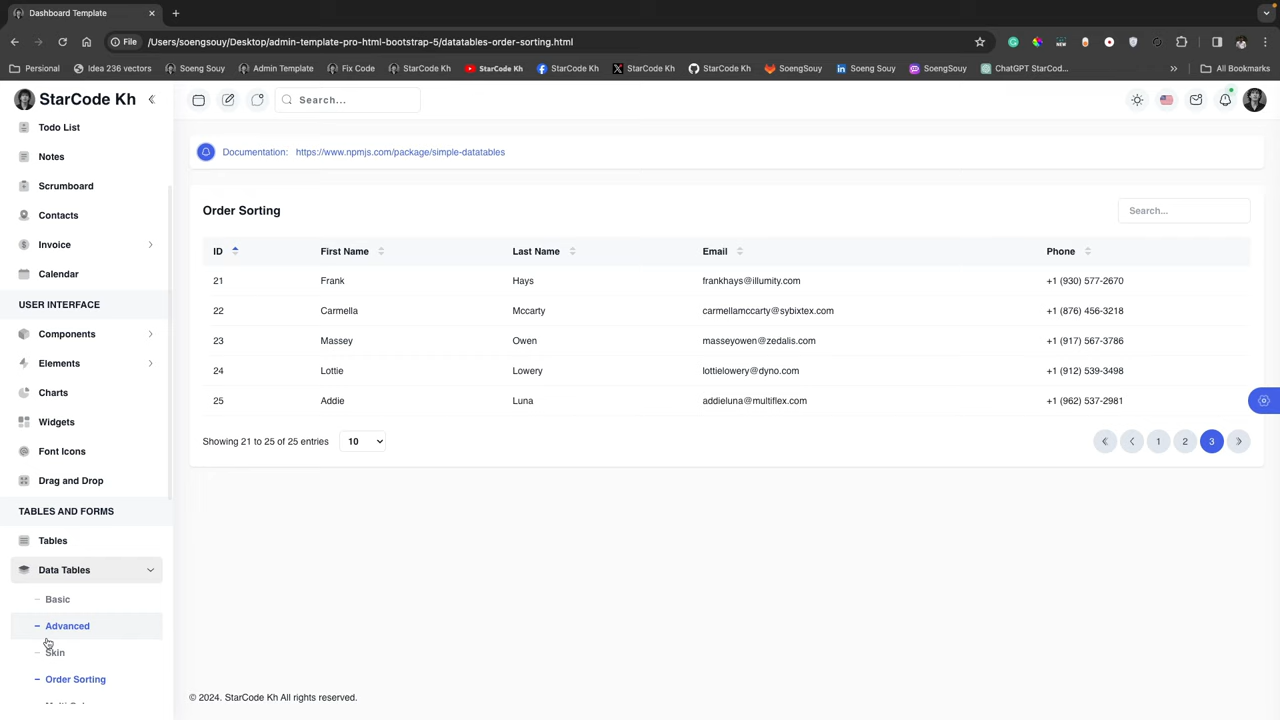 Dashboard Template
File /Users/soengsouy/Desktop/admin-template-pro-html-bootstrap-5/datatables-order-sorting.html
Personal Idea 236 vectors Soeng Souy Admin Template Fix Code StarCode Kh StarCode Kh StarCode Kh StarCode Kh StarCode Kh SoengSouy Soeng Souy SoengSouy ChatGPT StarCod... » All Bookmarks
StarCode Kh
Search...
Todo List
Notes
Scrumboard
Contacts
Invoice
Calendar
USER INTERFACE
Components
Elements
Charts
Widgets
Font Icons
Drag and Drop
TABLES AND FORMS
Tables
Data Tables
Basic
Advanced
Skin
Order Sorting
Documentation: https://www.npmjs.com/package/simple-datatables
Order Sorting
Search...
ID First Name Last Name Email Phone
21 Frank Hays frankhays@illumity.com +1 (930) 577-2670
22 Carmella Mccarty carmellamccarty@sybixtex.com +1 (876) 456-3218
23 Massey Owen masseyowen@zedalis.com +1 (917) 567-3786
24 Lottie Lowery lottielowery@dyno.com +1 (912) 539-3498
25 Addie Luna addieluna@multiflex.com +1 (962) 537-2981
Showing 21 to 25 of 25 entries 10
1 2 3
© 2024. StarCode Kh All rights reserved.